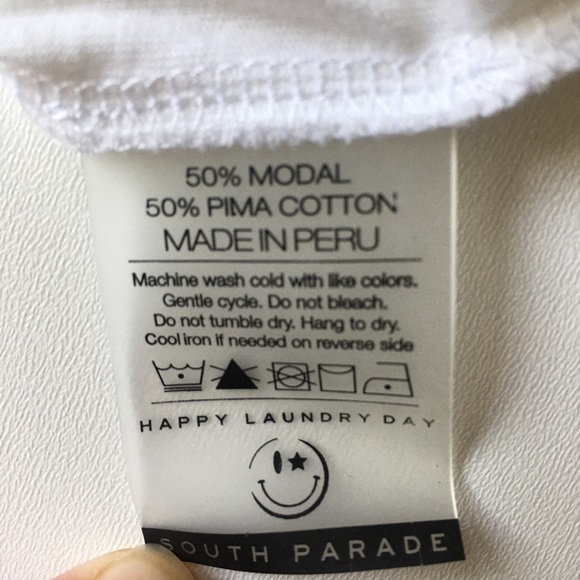 50% MODAL
50% PIMA COTTON
MADE IN PERU
Machine wash cold with like colors.
Gentle cycle. Do not bleach.
Do not tumble dry. Hang to dry.
Cool iron if needed on reverse side
HAPPY LAUNDRY DAY
SOUTH PARADE